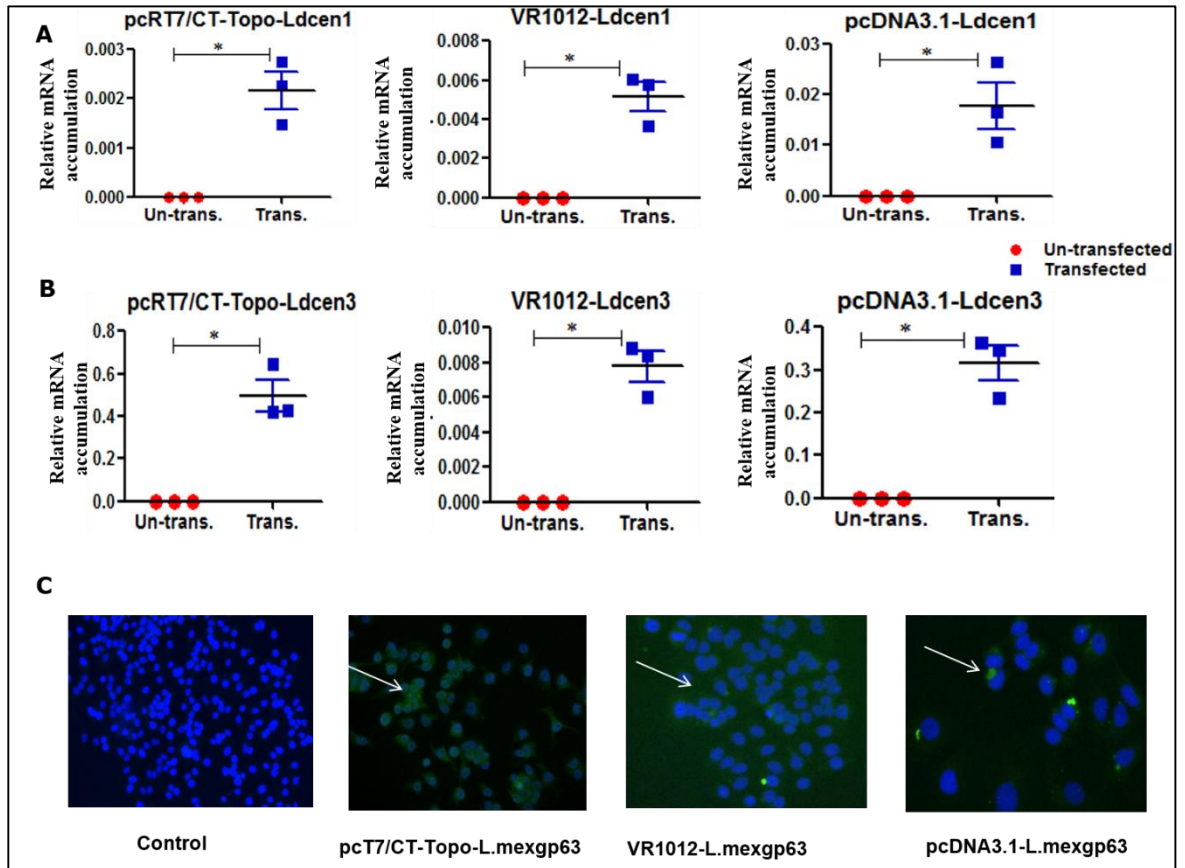 A
pcRT7/CT-Topo-Ldcen1
Relative mRNA
accumulation
0.003
0.002
0.001
0.000
*
Un-trans.
Trans.
VR1012-Ldcen1
Relative mRNA
accumulation
0.008
0.006
0.004
0.002
0.000
*
Un-trans.
Trans.
pcDNA3.1-Ldcen1
Relative mRNA
accumulation
0.03
0.02
0.01
0.00
*
Un-trans.
Trans.
Un-transfected
Transfected
B
pcRT7/CT-Topo-Ldcen3
Relative mRNA
accumulation
0.8
0.6
0.4
0.2
0.0
*
Un-trans.
Trans.
VR1012-Ldcen3
Relative mRNA
accumulation
0.010
0.008
0.006
0.004
0.002
0.000
*
Un-trans.
Trans.
pcDNA3.1-Ldcen3
Relative mRNA
accumulation
0.4
0.3
0.2
0.1
0.0
*
Un-trans.
Trans.
C
Control
pcT7/CT-Topo-L.mexgp63
VR1012-L.mexgp63
pcDNA3.1-L.mexgp63